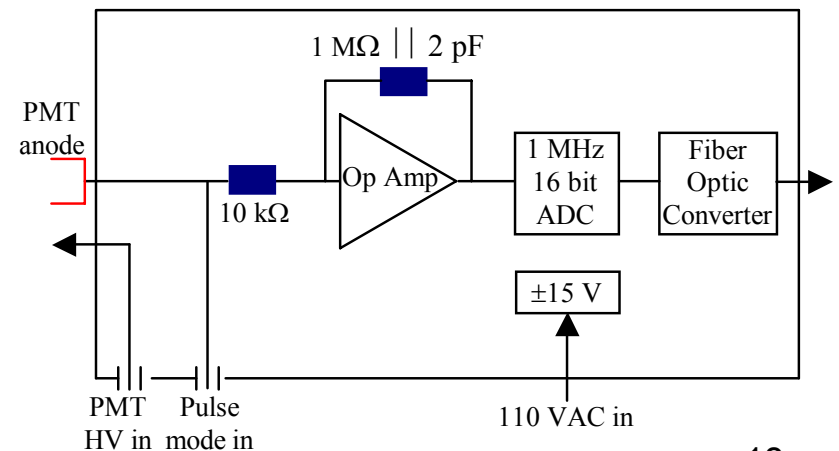 1 MΩ || 2 pF
PMT
anode
10 kΩ
Op Amp
1 MHz
16 bit
ADC
Fiber
Optic
Converter
±15 V
PMT
HV in
Pulse
mode in
110 VAC in